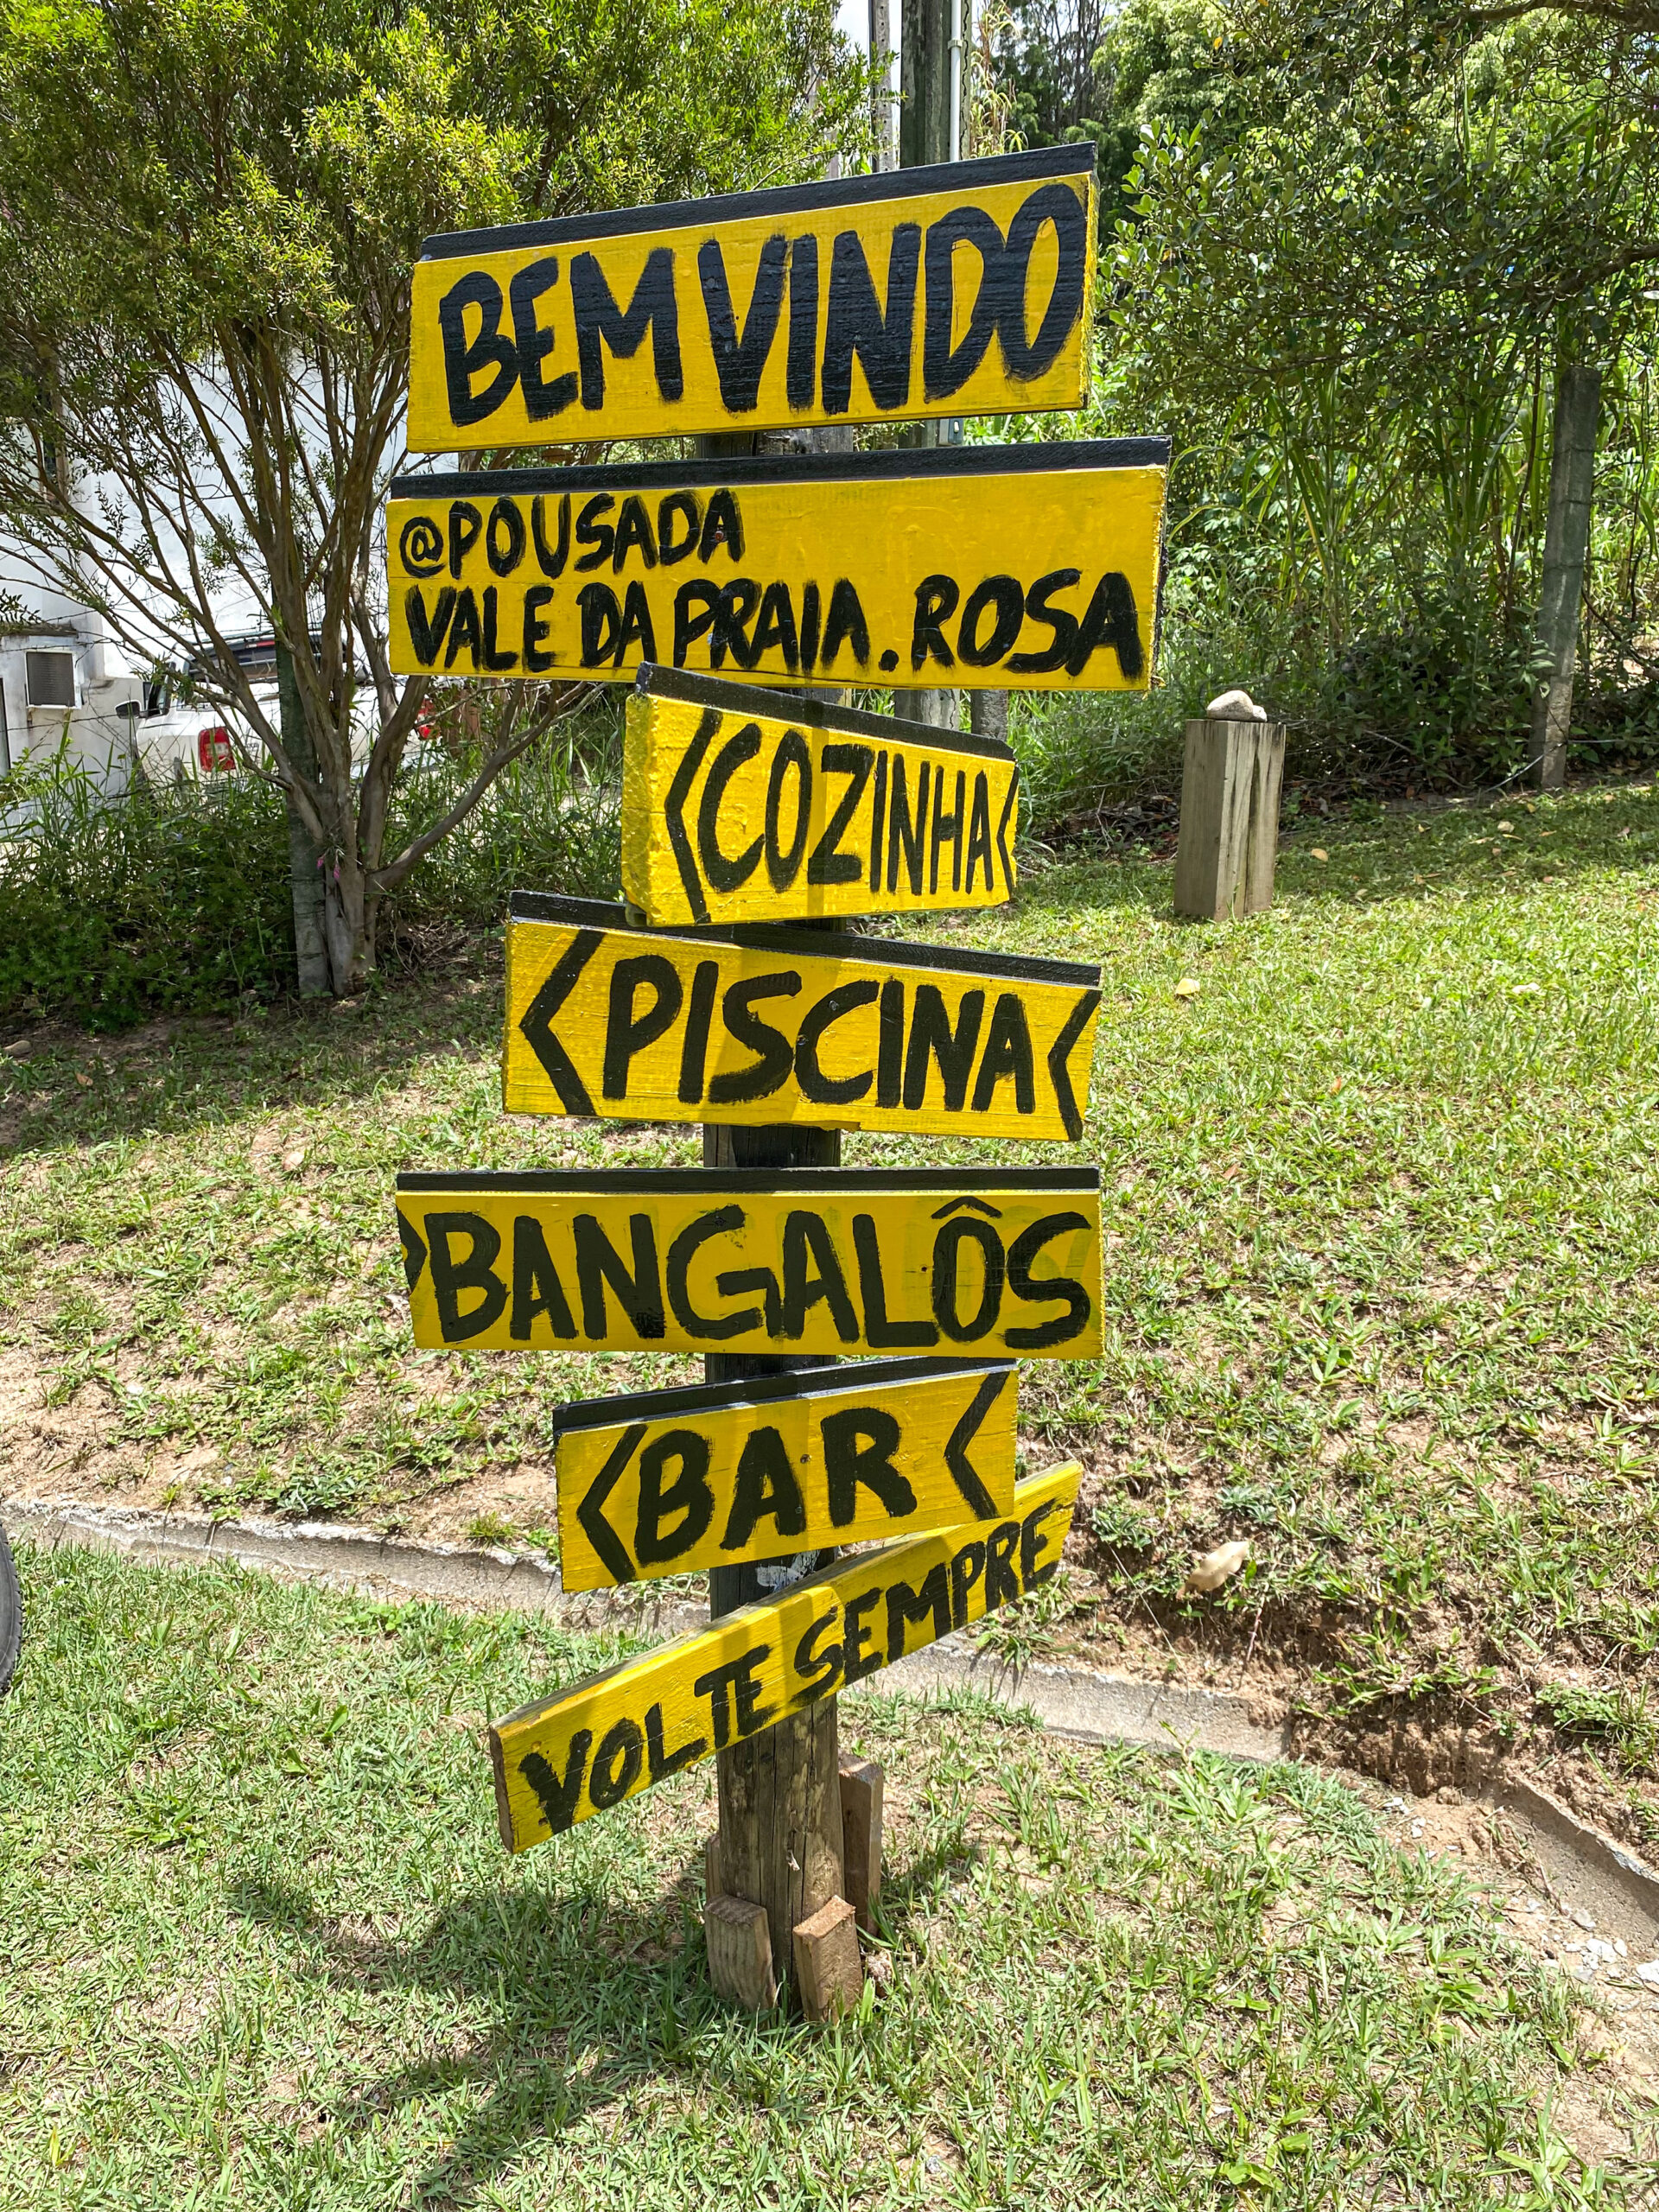 BEM VINDO
@POUSADA
VALE DA PRAIA.ROSA
<COZINHA<
<PISCINA<
>BANGALÔS
<BAR<
VOLTE SEMPRE